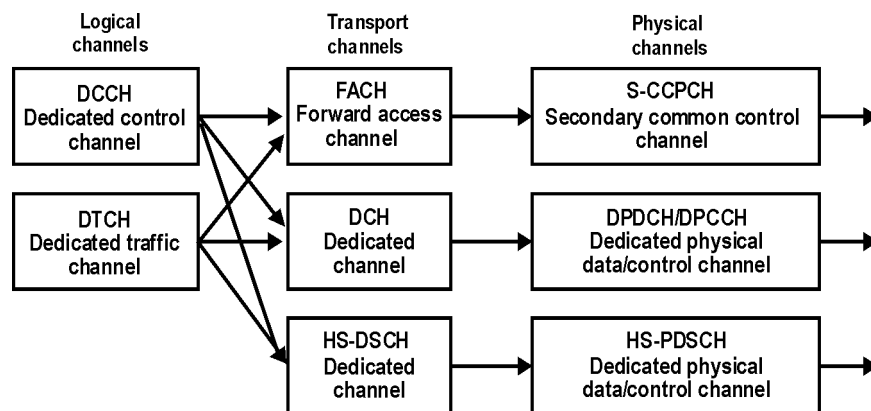 Logical
channels
Transport
channels
Physical
channels
DCCH
Dedicated control
channel
FACH
Forward access
channel
S-CCPCH
Secondary common control
channel
DTCH
Dedicated traffic
channel
DCH
Dedicated
channel
DPDCH/DPCCH
Dedicated physical
data/control channel
HS-DSCH
Dedicated
channel
HS-PDSCH
Dedicated physical
data/control channel